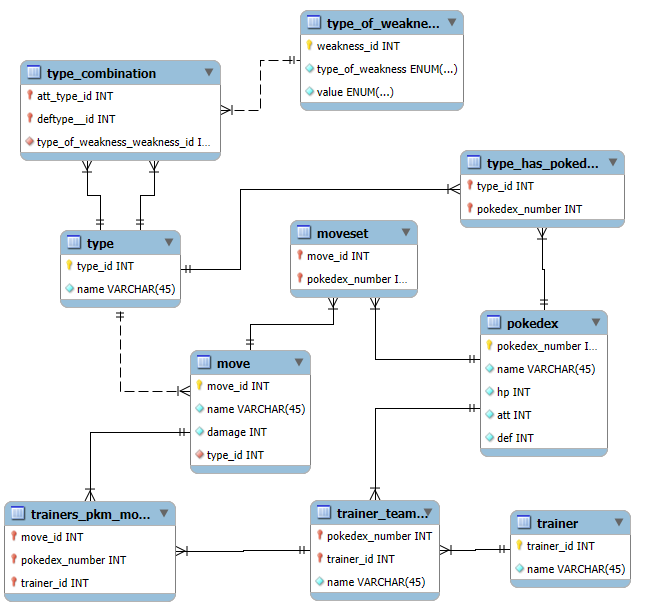 type_of_weakne...
weakness_id INT
type_of_weakness ENUM(...)
value ENUM(...)
type_combination
att_type_id INT
deftype__id INT
type_of_weakness_weakness_id I...
type_has_poked...
type_id INT
pokedex_number INT
type
type_id INT
name VARCHAR(45)
moveset
move_id INT
pokedex_number I...
pokedex
pokedex_number I...
name VARCHAR(45)
hp INT
att INT
def INT
move
move_id INT
name VARCHAR(45)
damage INT
type_id INT
trainers_pkm_mo...
move_id INT
pokedex_number INT
trainer_id INT
trainer_team...
pokedex_number INT
trainer_id INT
name VARCHAR(45)
trainer
trainer_id INT
name VARCHAR(45)